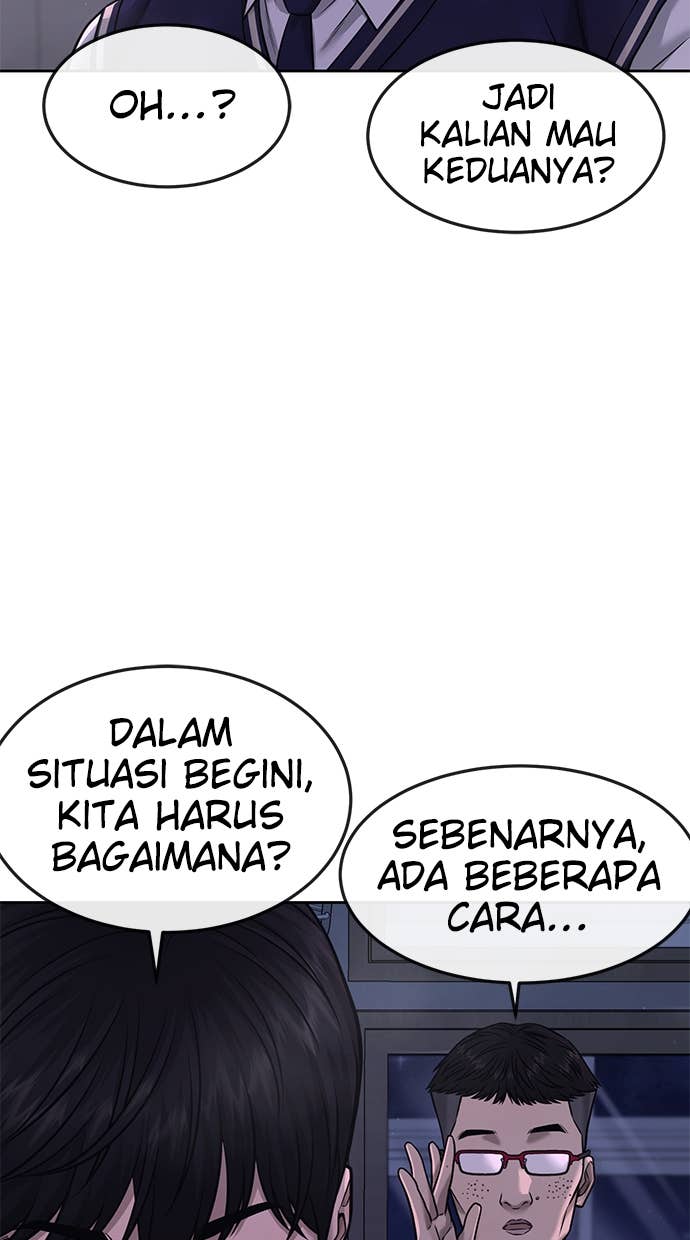 OH...?
JADI
KALIAN MAU
KEDUANYA?
DALAM
SITUASI BEGINI,
KITA HARUS
BAGAIMANA?
SEBENARNYA,
ADA BEBERAPA
CARA...